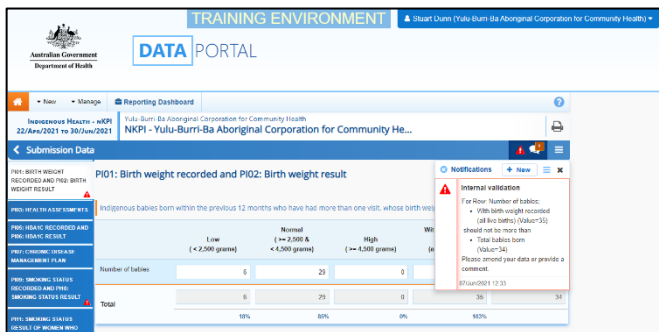 TRAINING ENVIRONMENT
Stuart Dunn (Yulu-Burri-Ba Aboriginal Corporation for Community Health)
Australian Government
Department of Health
DATA PORTAL
New Manage Reporting Dashboard
INDIGENOUS HEALTH - NKPI
22/APR/2021 TO 30/JUN/2021
Yulu-Burri-Ba Aboriginal Corporation for Community Health
NKPI - Yulu-Burri-Ba Aboriginal Corporation for Community He...
Submission Data
PI01: BIRTH WEIGHT
RECORDED AND PI02: BIRTH
WEIGHT RESULT
PI03: HEALTH ASSESSMENTS
PI05: HBA1C RECORDED AND
PI06: HBA1C RESULT
PI07: CHRONIC DISEASE
MANAGEMENT PLAN
PI09: SMOKING STATUS
RECORDED AND PI10:
SMOKING STATUS RESULT
PI11: SMOKING STATUS
RESULT OF WOMEN WHO
PI01: Birth weight recorded and PI02: Birth weight result
Indigenous babies born within the previous 12 months who have had more than one visit, whose birth
Low
(< 2,500 grams)
Normal
( >= 2,500 &
< 4,500 grams)
High
( >= 4,500 grams)
Number of babies 6 29 0
Total 6 29 0 35 34
18% 85% 0% 103%
Notifications + New
Internal validation
For Row: Number of babies;
With birth weight recorded
(all live births) (Value=35)
should not be more than
Total babies born
(Value=34)
Please amend your data or provide a
comment.
07/Jun/2021 12:33